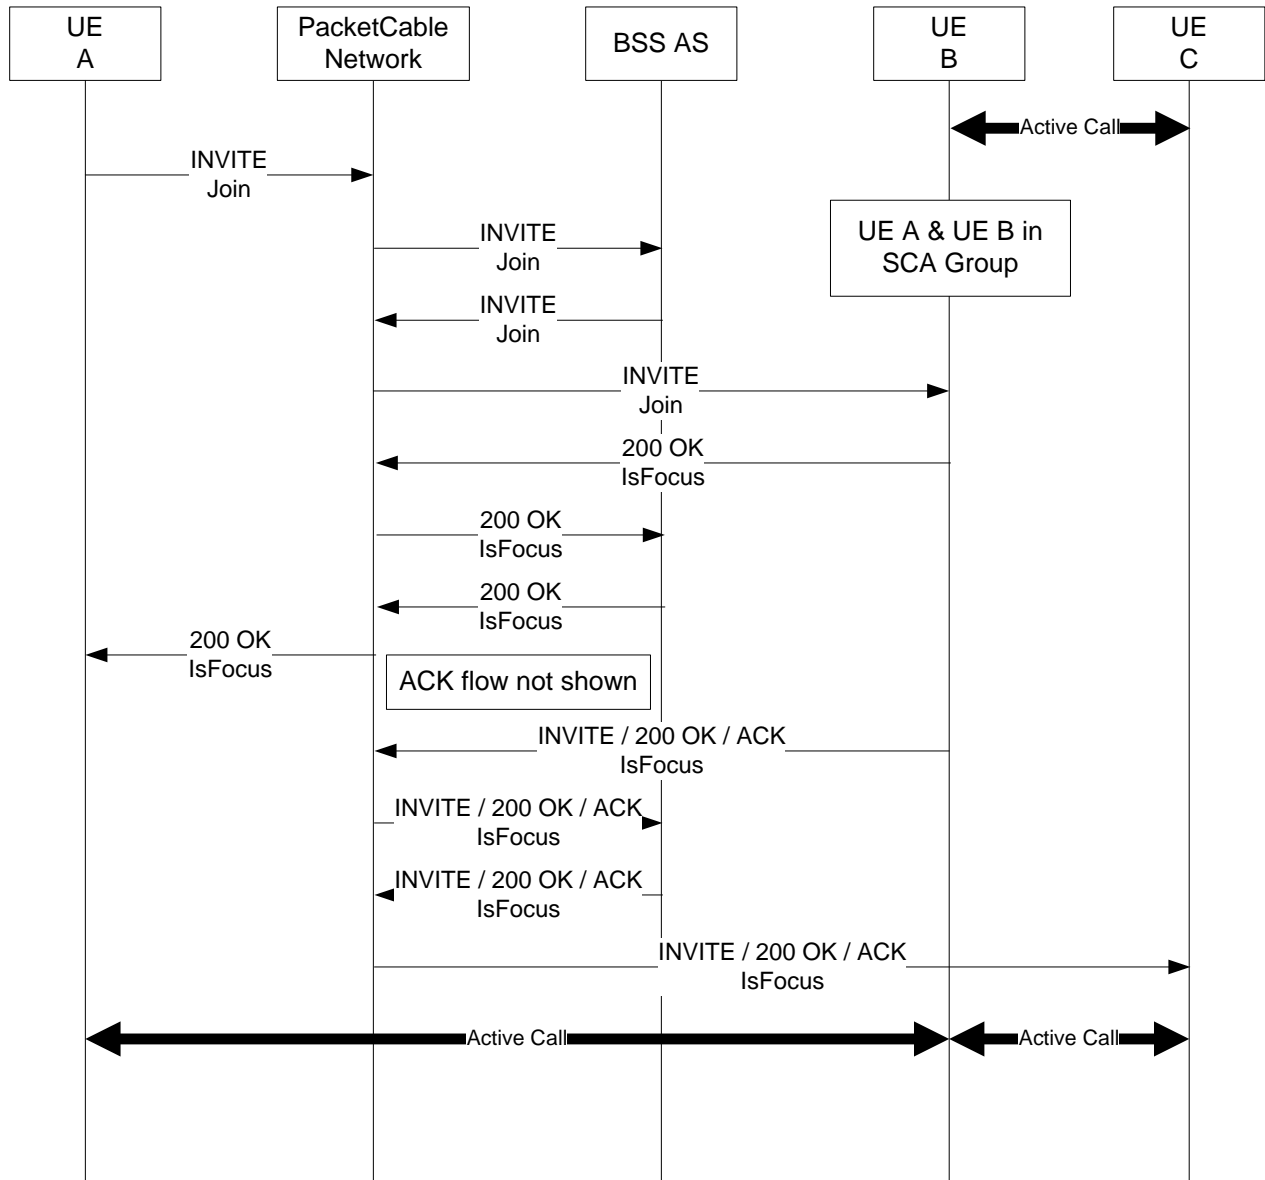 UE
A
PacketCable
Network
BSS AS
UE
B
UE
C
Active Call
INVITE
Join
UE A & UE B in
SCA Group
INVITE
Join
INVITE
Join
INVITE
Join
200 OK
IsFocus
200 OK
IsFocus
200 OK
IsFocus
200 OK
IsFocus
ACK flow not shown
INVITE / 200 OK / ACK
IsFocus
INVITE / 200 OK / ACK
IsFocus
INVITE / 200 OK / ACK
IsFocus
INVITE / 200 OK / ACK
IsFocus
Active Call
Active Call